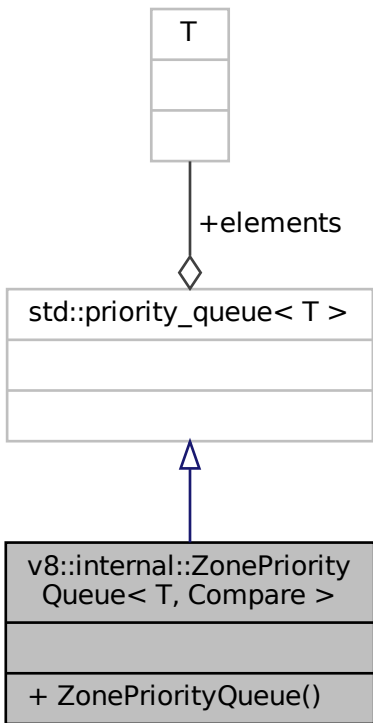 T
+elements
std::priority_queue< T >
v8::internal::ZonePriority
Queue< T, Compare >
+ ZonePriorityQueue()